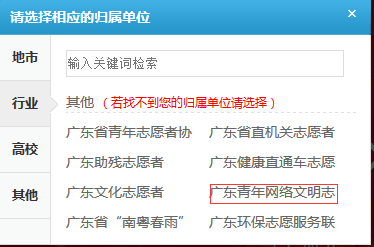 请选择相应的归属单位 ×
地市
行业
高校
其他
输入关键词检索
其他 （若找不到您的归属单位请选择）
广东省青年志愿者协 广东省直机关志愿者
广东助残志愿者 广东健康直通车志愿
广东文化志愿者 广东青年网络文明志
广东省“南粤春雨” 广东环保志愿服务联